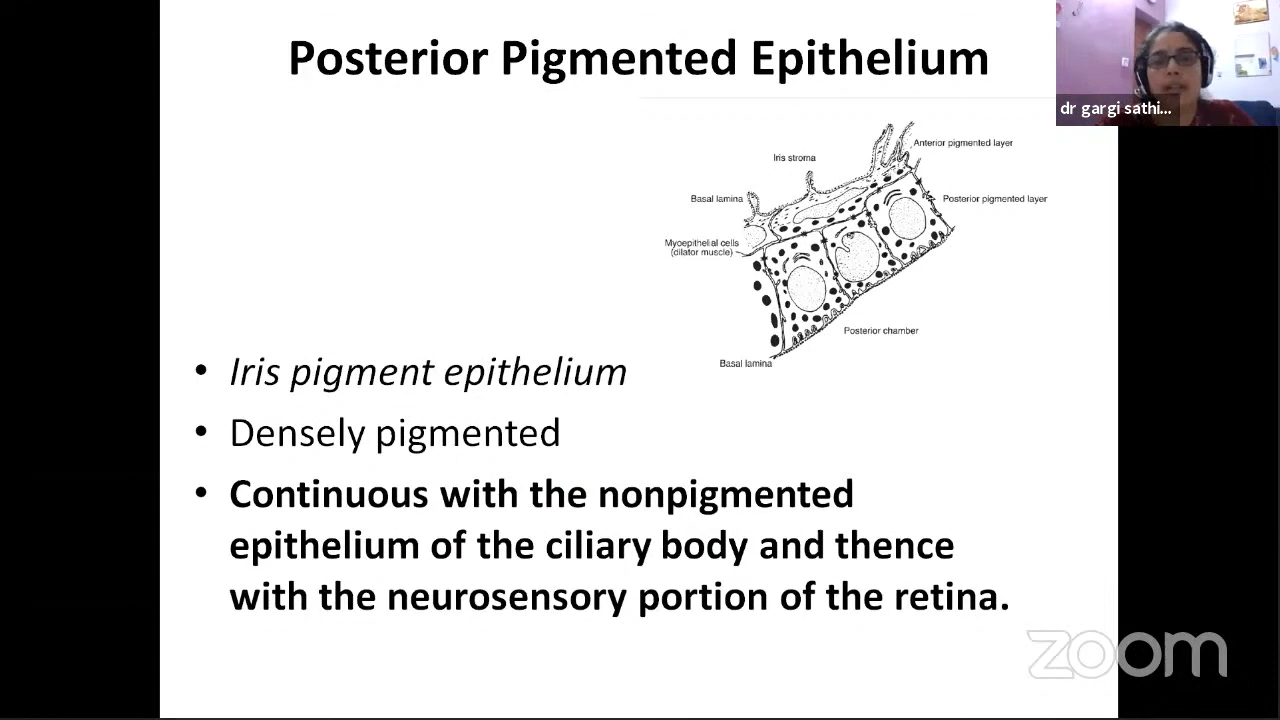 Posterior Pigmented Epithelium
dr gargi sathi...
Anterior pigmented layer
Iris stroma
Basal lamina
Posterior pigmented layer
Myoepithelial cells
(dilator muscle)
Posterior chamber
Basal lamina
• Iris pigment epithelium
• Densely pigmented
• Continuous with the nonpigmented
epithelium of the ciliary body and thence
with the neurosensory portion of the retina.
zoom